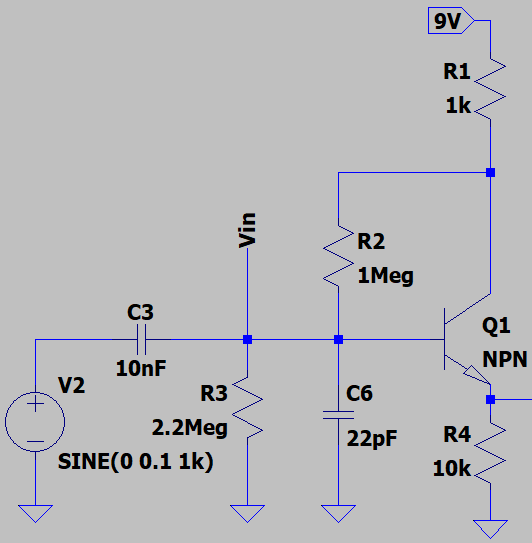 9V
R1
1k
Vin
R2
1Meg
C3
10nF
Q1
NPN
V2
R3
2.2Meg
C6
22pF
SINE(0 0.1 1k)
R4
10k